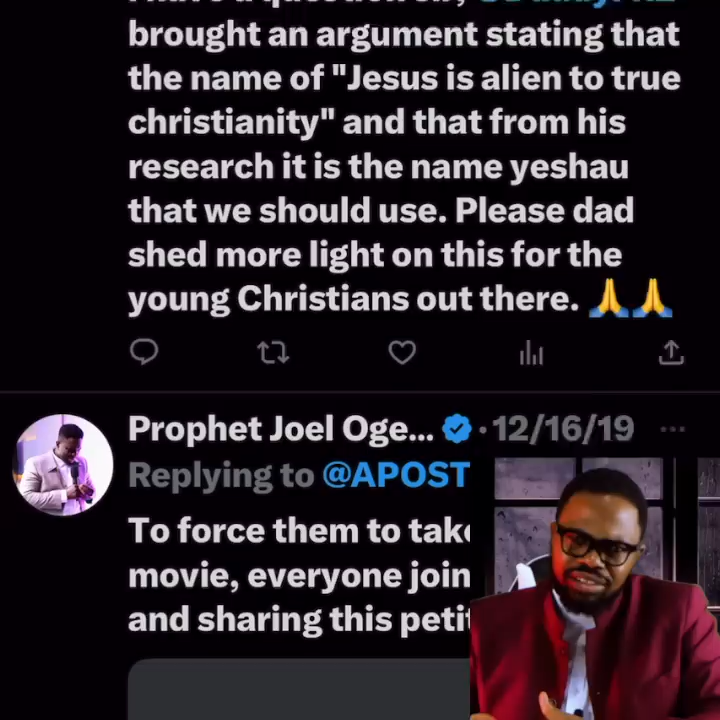 brought an argument stating that
the name of "Jesus is alien to true
christianity" and that from his
research it is the name yeshau
that we should use. Please dad
shed more light on this for the
young Christians out there. 🙏🙏
Prophet Joel Oge... · 12/16/19 ...
Replying to @APOST
To force them to take
movie, everyone join
and sharing this petit